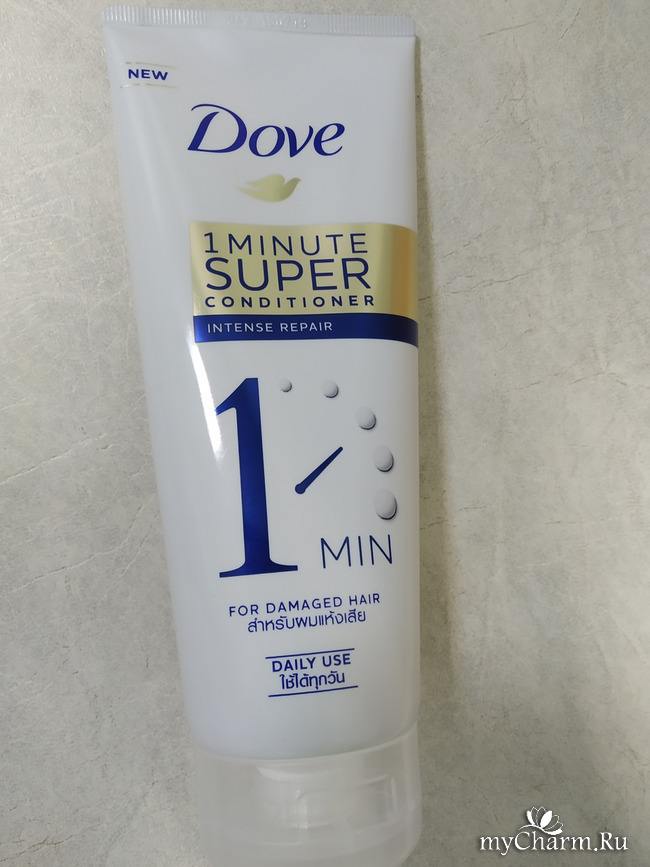 NEW
Dove
1 MINUTE
SUPER
CONDITIONER
INTENSE REPAIR
1 MIN
FOR DAMAGED HAIR
สำหรับผมแห้งเสีย
DAILY USE
ใช้ได้ทุกวัน
myCharm.Ru